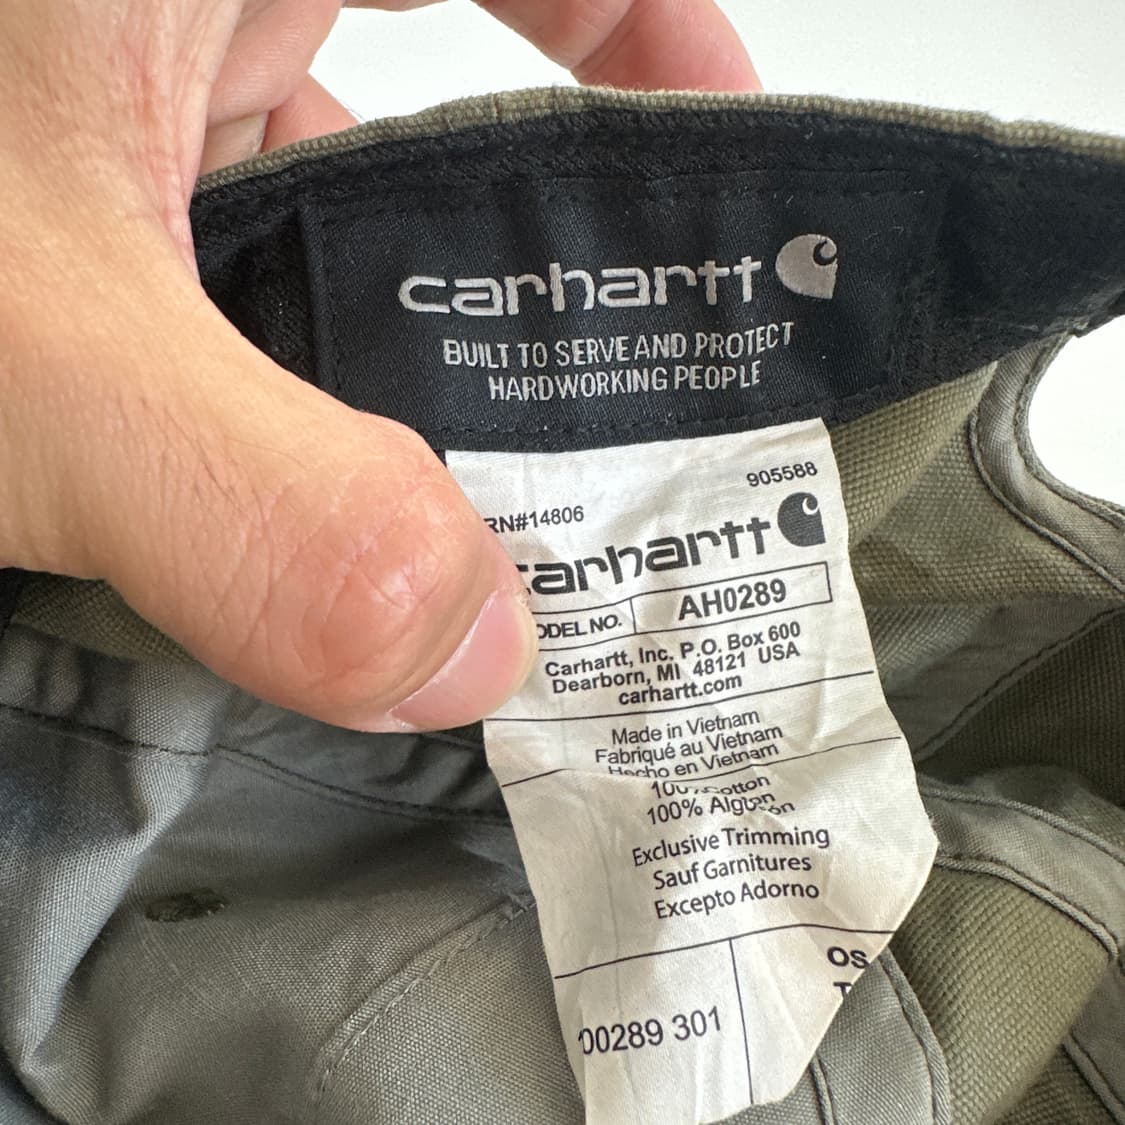 carhartt
BUILT TO SERVE AND PROTECT
HARDWORKING PEOPLE
905588
RN#14806
carhartt
ODEL NO. AH0289
Carhartt, Inc. P.O. Box 600
Dearborn, MI 48121 USA
carhartt.com
Made in Vietnam
Fabriqué au Vietnam
Hecho en Vietnam
100% Cotton
100% Algodón
Exclusive Trimming
Sauf Garnitures
Excepto Adorno
OS
00289 301